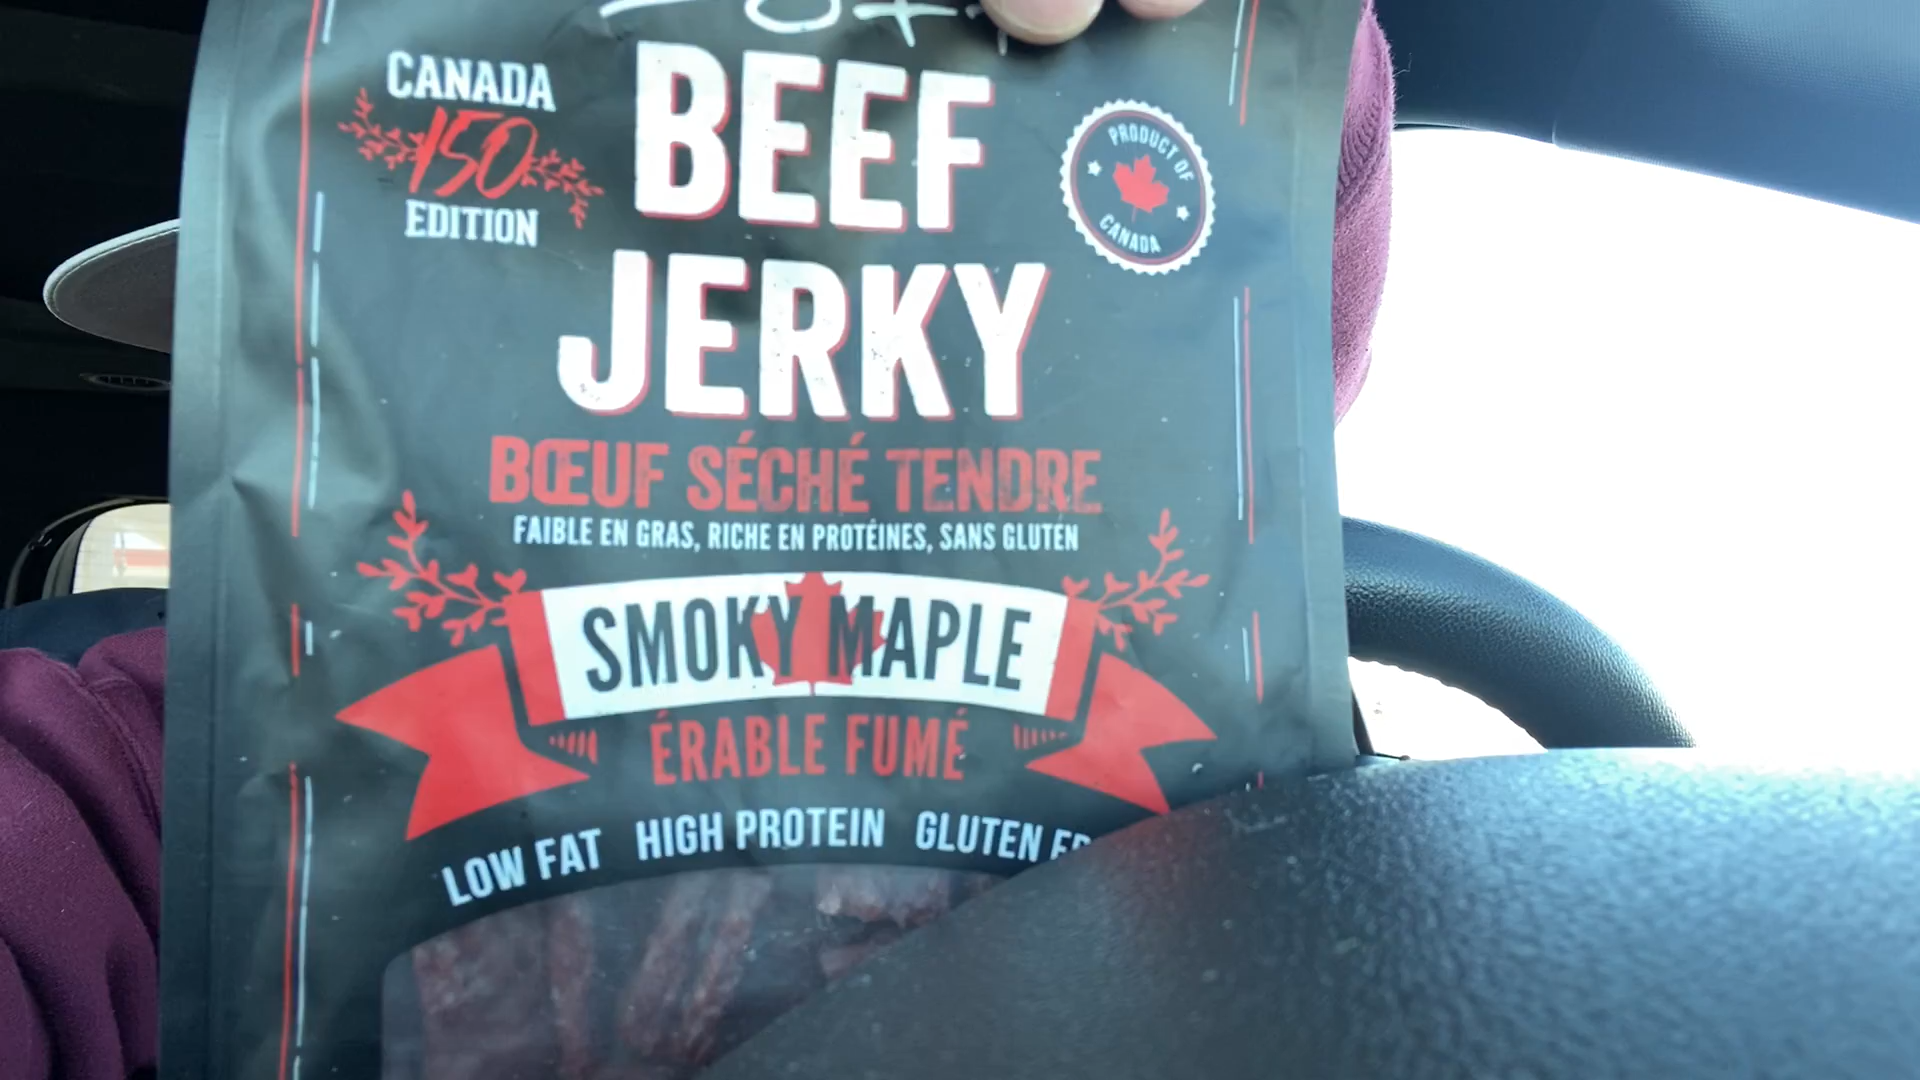 CANADA
150
EDITION
BEEF
JERKY
PRODUCT OF
CANADA
BŒUF SÉCHÉ TENDRE
FAIBLE EN GRAS, RICHE EN PROTÉINES, SANS GLUTEN
SMOKY MAPLE
ÉRABLE FUMÉ
LOW FAT HIGH PROTEIN GLUTEN